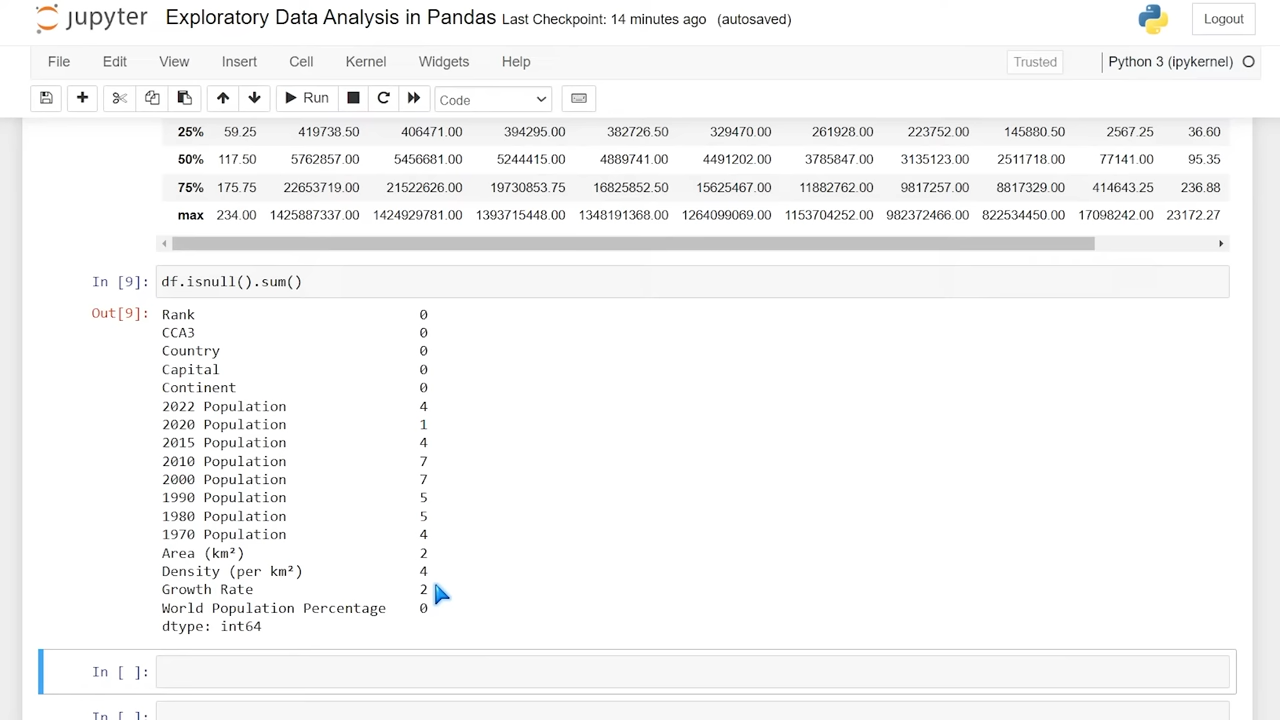 jupyter Exploratory Data Analysis in Pandas Last Checkpoint: 14 minutes ago (autosaved) Logout
File Edit View Insert Cell Kernel Widgets Help Trusted Python 3 (ipykernel)
Run Code
25% 59.25 419738.50 406471.00 394295.00 382726.50 329470.00 261928.00 223752.00 145880.50 2567.25 36.60
50% 117.50 5762857.00 5456681.00 5244415.00 4889741.00 4491202.00 3785847.00 3135123.00 2511718.00 77141.00 95.35
75% 175.75 22653719.00 21522626.00 19730853.75 16825852.50 15625467.00 11882762.00 9817257.00 8817329.00 414643.25 236.88
max 234.00 1425887337.00 1424929781.00 1393715448.00 1348191368.00 1264099069.00 1153704252.00 982372466.00 822534450.00 17098242.00 23172.27
In [9]: df.isnull().sum()
Out[9]: Rank 0
CCA3 0
Country 0
Capital 0
Continent 0
2022 Population 4
2020 Population 1
2015 Population 4
2010 Population 7
2000 Population 7
1990 Population 5
1980 Population 5
1970 Population 4
Area (km²) 2
Density (per km²) 4
Growth Rate 2
World Population Percentage 0
dtype: int64
In [ ]:
In [ ]: